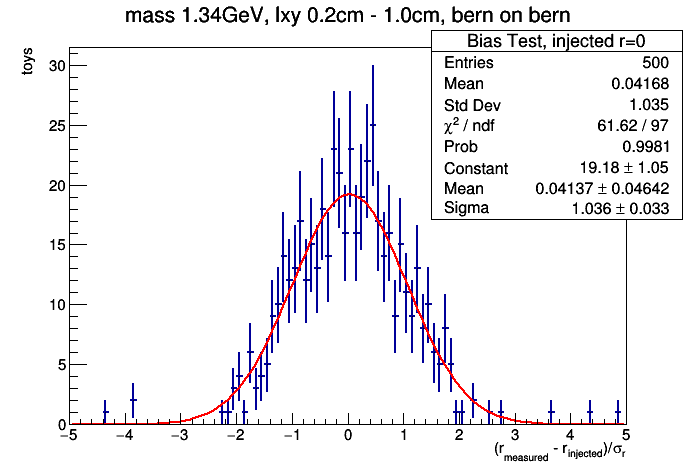 mass 1.34GeV, lxy 0.2cm - 1.0cm, bern on bern
toys
Bias Test, injected r=0
Entries 500
Mean 0.04168
Std Dev 1.035
χ² / ndf 61.62 / 97
Prob 0.9981
Constant 19.18 ± 1.05
Mean 0.04137 ± 0.04642
Sigma 1.036 ± 0.033
30
25
20
15
10
5
0
−5 −4 −3 −2 −1 0 1 2 3 4 5
(r_measured - r_injected)/σ_r